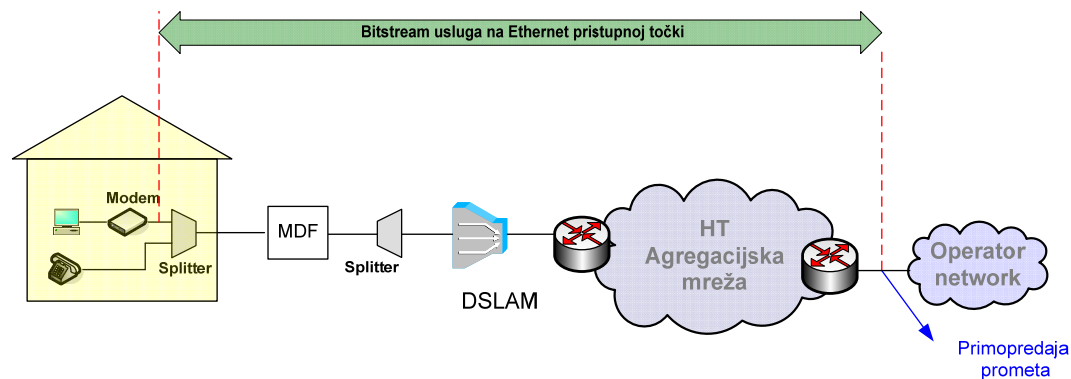 Bitstream usluga na Ethernet pristupnoj točki
Modem
Splitter
MDF
Splitter
DSLAM
HT
Agregacijska
mreža
Operator
network
Primopredaja
prometa